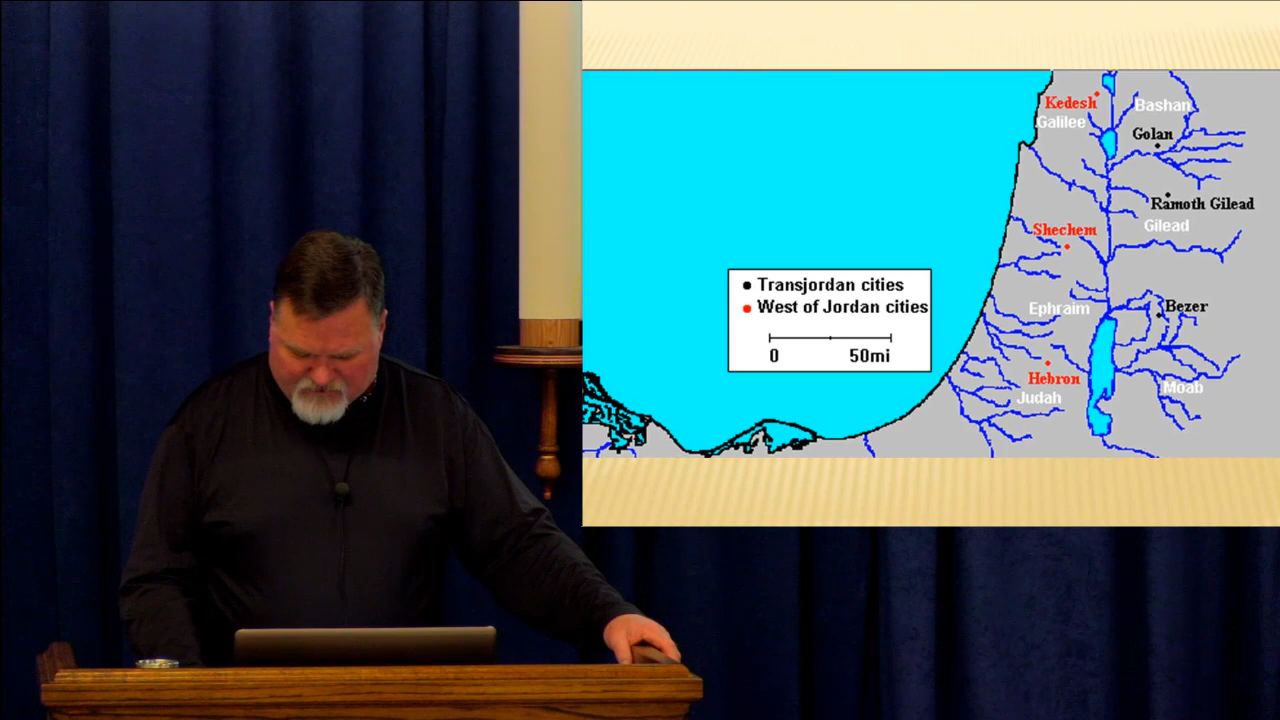 Kedesh
Bashan
Galilee
Golan
Ramoth Gilead
Gilead
Shechem
Transjordan cities
West of Jordan cities
0 50mi
Ephraim
Bezer
Hebron
Judah
Moab